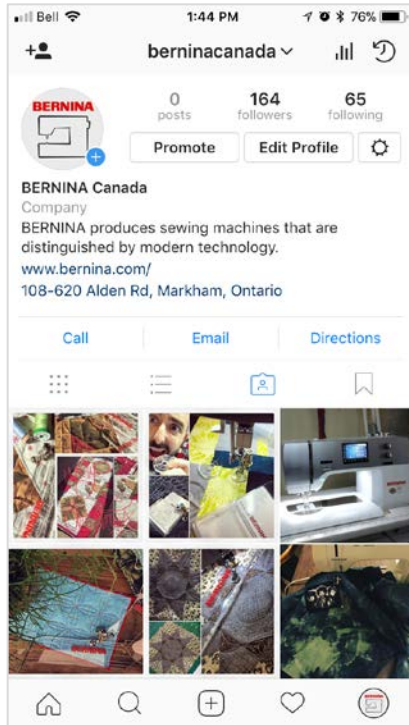 Bell 1:44 PM 76%
berninacanada
BERNINA
0 164 65
posts followers following
Promote Edit Profile
BERNINA Canada
Company
BERNINA produces sewing machines that are
distinguished by modern technology.
www.bernina.com/
108-620 Alden Rd, Markham, Ontario
Call Email Directions